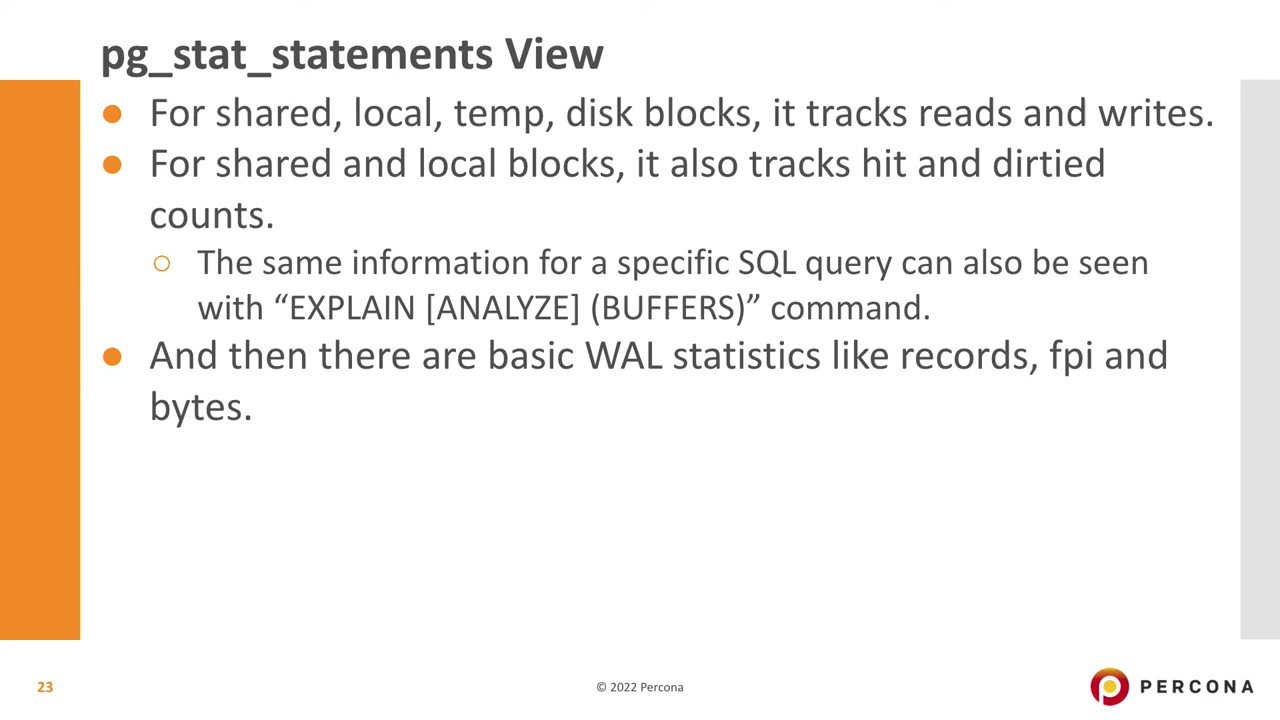 pg_stat_statements View
● For shared, local, temp, disk blocks, it tracks reads and writes.
● For shared and local blocks, it also tracks hit and dirtied
counts.
○ The same information for a specific SQL query can also be seen
with “EXPLAIN [ANALYZE] (BUFFERS)” command.
● And then there are basic WAL statistics like records, fpi and
bytes.
23
© 2022 Percona
PERCONA